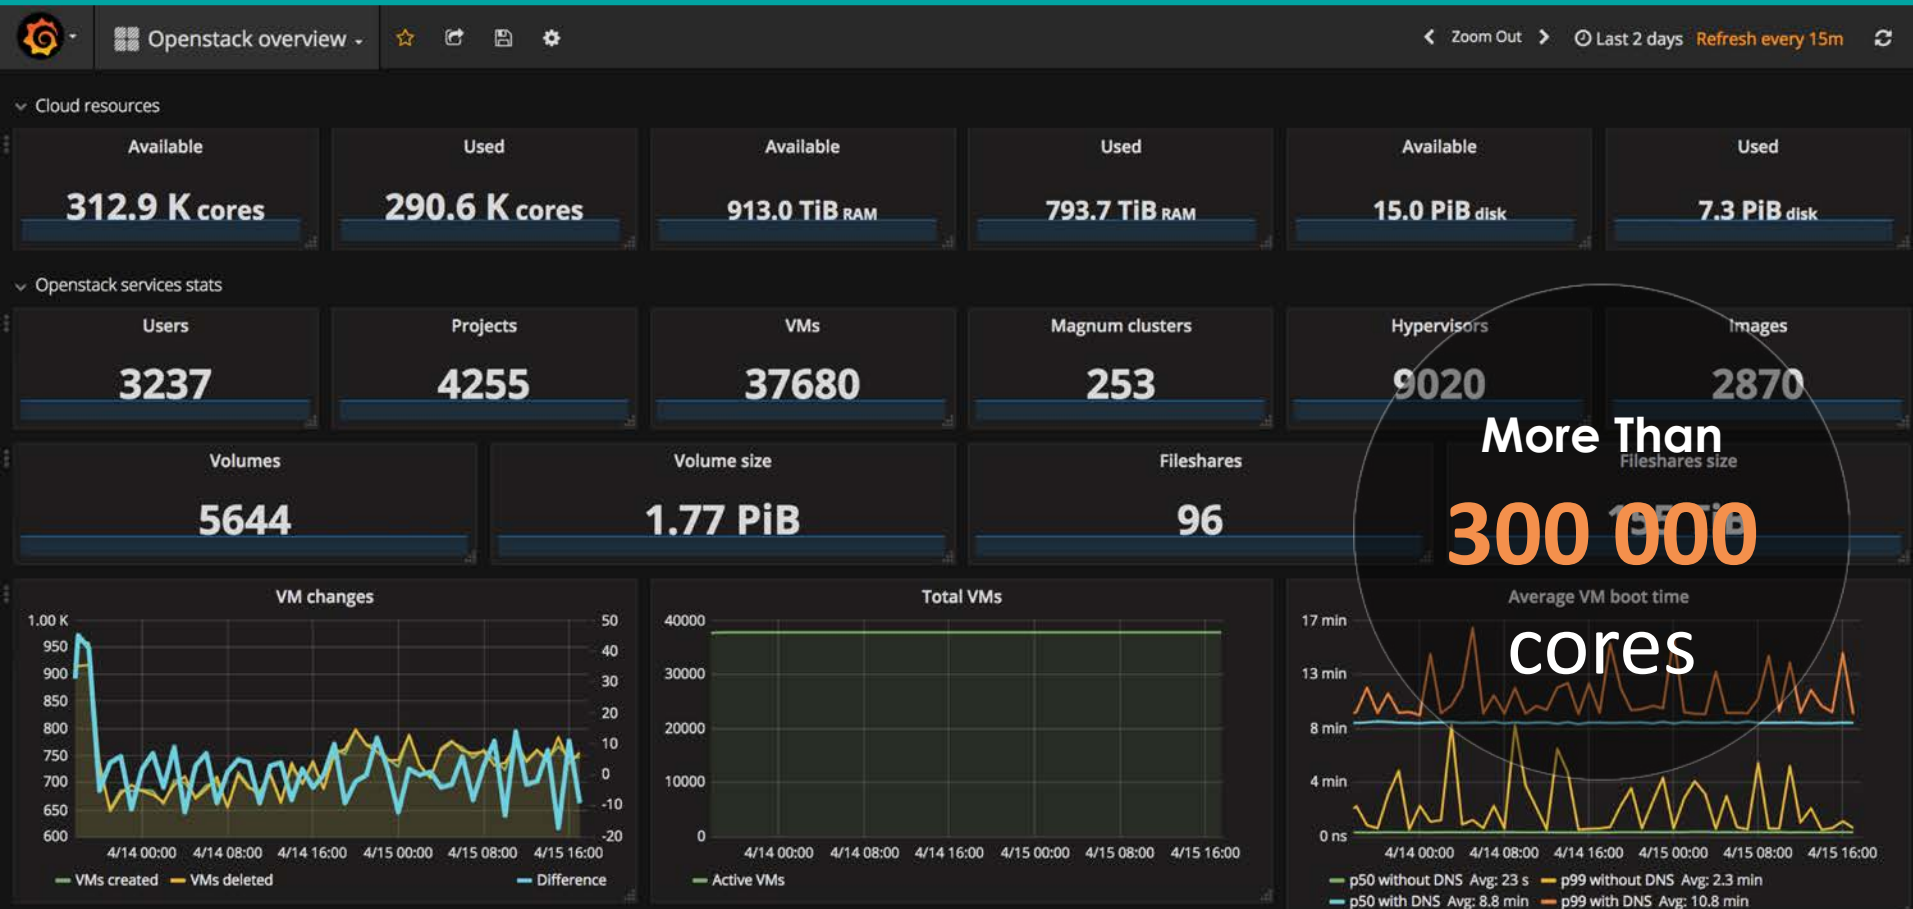 Openstack overview
Zoom Out
Last 2 days
Refresh every 15m
Cloud resources
Available
Used
Available
Used
Available
Used
312.9 K cores
290.6 K cores
913.0 TiB RAM
793.7 TiB RAM
15.0 PiB disk
7.3 PiB disk
Openstack services stats
Users
Projects
VMs
Magnum clusters
Hypervisors
Images
3237
4255
37680
253
9020
2870
More Than
300 000
cores
Volumes
Volume size
Fileshares
Fileshares size
5644
1.77 PiB
96
VM changes
1.00 K
950
900
850
800
750
700
650
600
50
40
30
20
10
0
-10
-20
4/14 00:00
4/14 08:00
4/14 16:00
4/15 00:00
4/15 08:00
4/15 16:00
VMs created
VMs deleted
Difference
Total VMs
40000
30000
20000
10000
0
4/14 00:00
4/14 08:00
4/14 16:00
4/15 00:00
4/15 08:00
4/15 16:00
Active VMs
Average VM boot time
17 min
13 min
8 min
4 min
0 ns
4/14 00:00
4/14 08:00
4/14 16:00
4/15 00:00
4/15 08:00
4/15 16:00
p50 without DNS Avg: 23 s
p99 without DNS Avg: 2.3 min
p50 with DNS Avg: 8.8 min
p99 with DNS Avg: 10.8 min